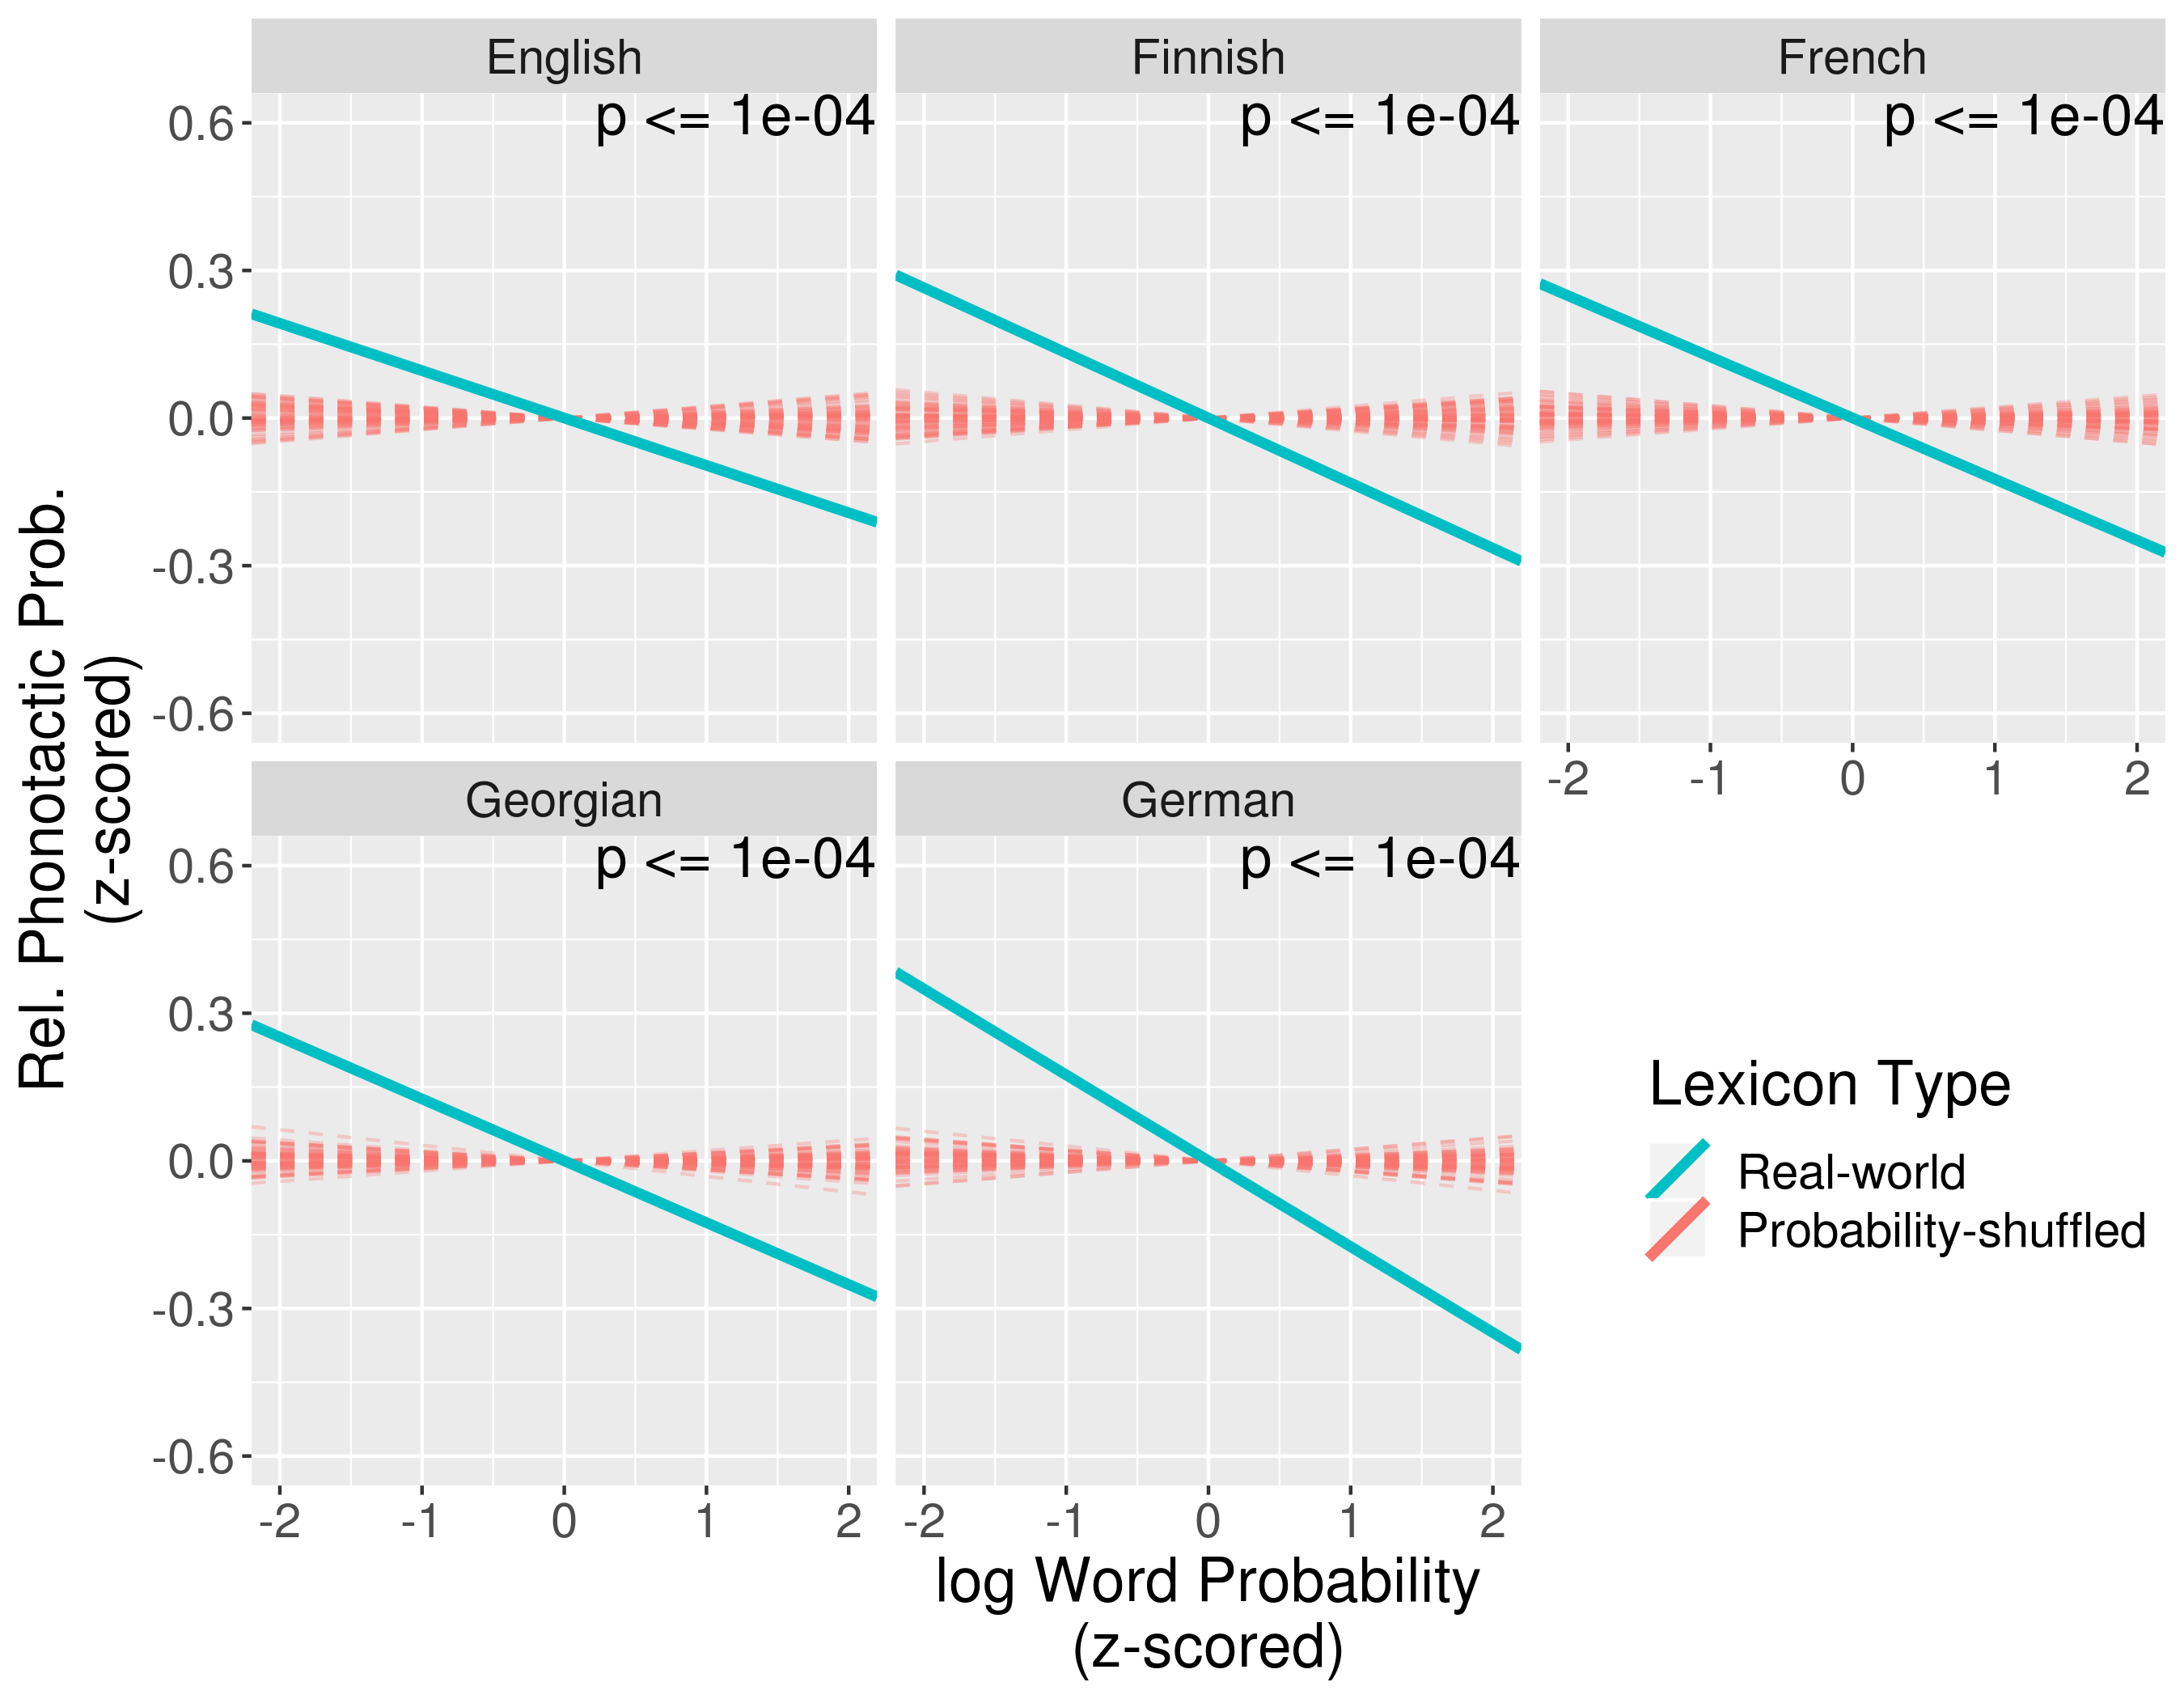 English
Finnish
French
p <= 1e-04
p <= 1e-04
p <= 1e-04
0.6
0.3
0.0
-0.3
-0.6
-2 -1 0 1 2
Georgian
German
p <= 1e-04
p <= 1e-04
0.6
0.3
0.0
-0.3
-0.6
-2 -1 0 1 2
-2 -1 0 1 2
Rel. Phonotactic Prob.
(z-scored)
log Word Probability
(z-scored)
Lexicon Type
Real-world
Probability-shuffled